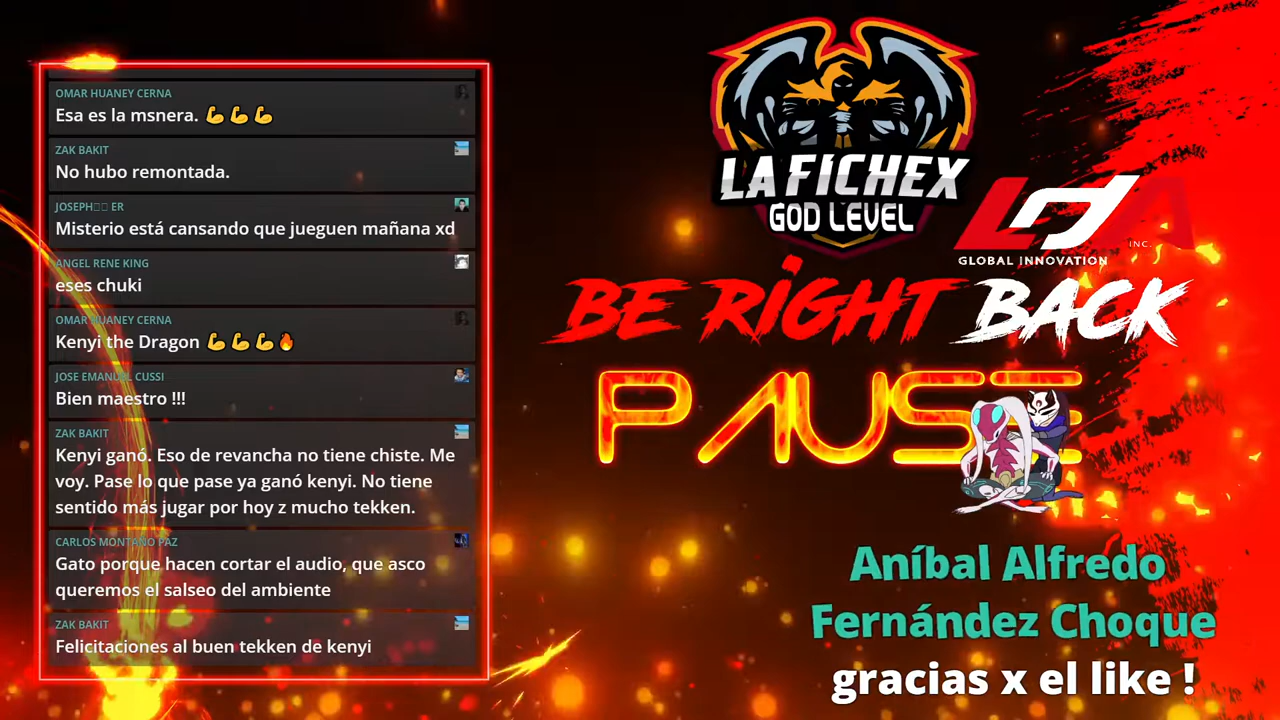 OMAR HUANEY CERNA
Esa es la msnera. 💪💪💪
ZAK BAKIT
No hubo remontada.
JOSEPH ER
Misterio está cansando que jueguen mañana xd
ANGEL RENE KING
eses chuki
OMAR HUANEY CERNA
Kenyi the Dragon 💪💪💪🔥
JOSE EMANUEL CUSSI
Bien maestro !!!
ZAK BAKIT
Kenyi ganó. Eso de revancha no tiene chiste. Me
voy. Pase lo que pase ya ganó kenyi. No tiene
sentido más jugar por hoy z mucho tekken.
CARLOS MONTAÑO PAZ
Gato porque hacen cortar el audio, que asco
queremos el salseo del ambiente
ZAK BAKIT
Felicitaciones al buen tekken de kenyi
LA FICHEX
GOD LEVEL
LDA
INC.
GLOBAL INNOVATION
BE RIGHT BACK
PAUSE
Aníbal Alfredo
Fernández Choque
gracias x el like !